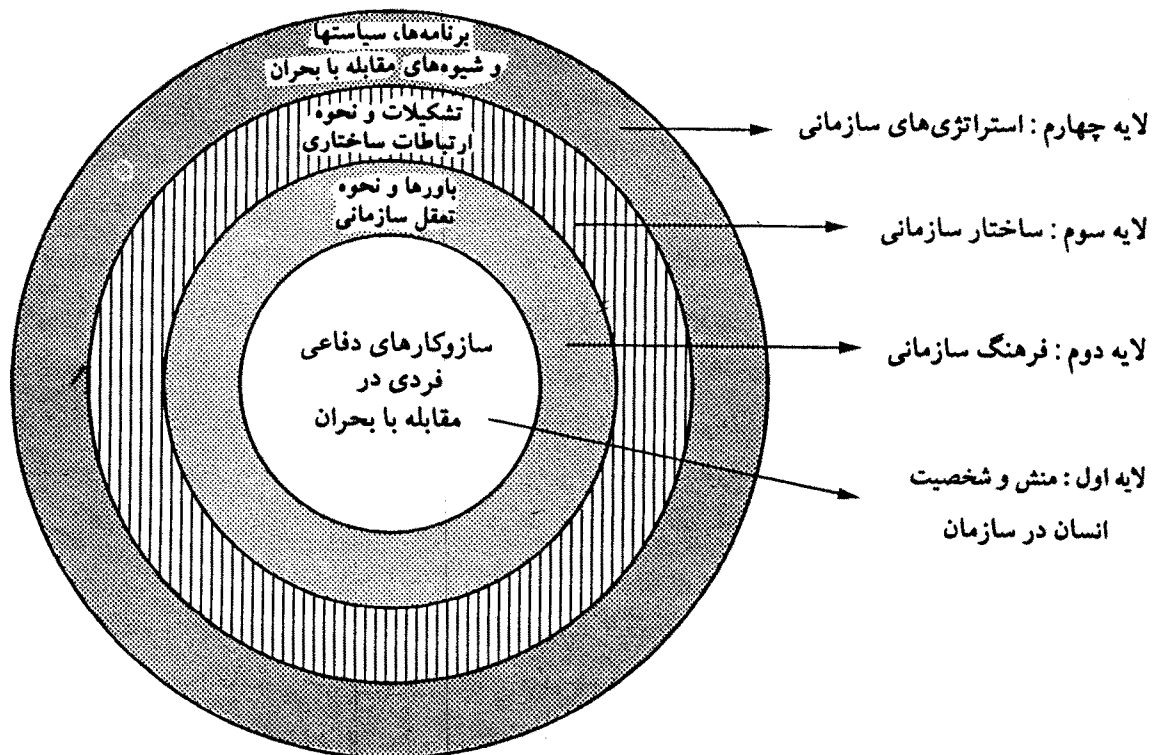 برنامه‌ها، سیاستها
و شیوه‌های مقابله با بحران
تشکیلات و نحوه
ارتباطات ساختاری
باورها و نحوه
تعقل سازمانی
سازوکارهای دفاعی
فردی در
مقابله با بحران
لایه چهارم : استراتژی‌های سازمانی
لایه سوم : ساختار سازمانی
لایه دوم : فرهنگ سازمانی
لایه اول : منش و شخصیت
انسان در سازمان